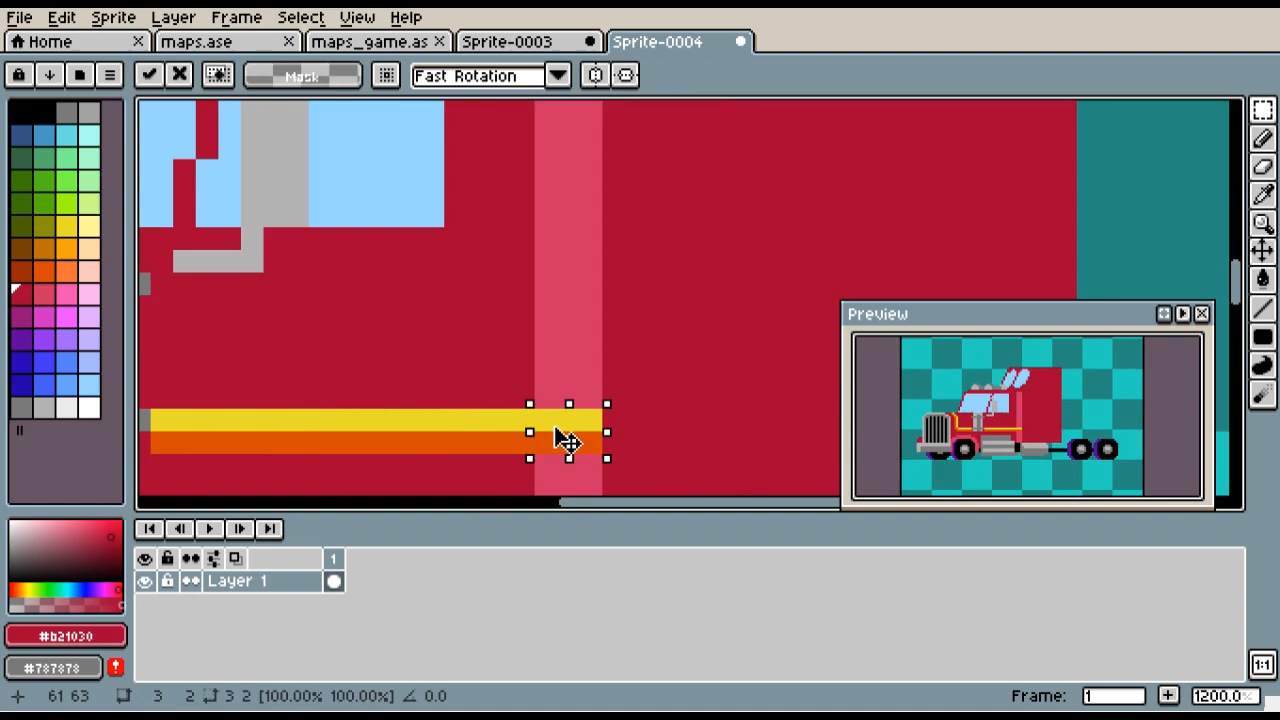 File Edit Sprite Layer Frame Select View Help
Home maps.ase maps_game.as Sprite-0003 Sprite-0004
Mask Fast Rotation
Preview
1
Layer 1
#b21030
#787878
!
1:1
61 63 3 2 3 2 [100.00% 100.00%] 0.0 Frame: 1 1200.0%